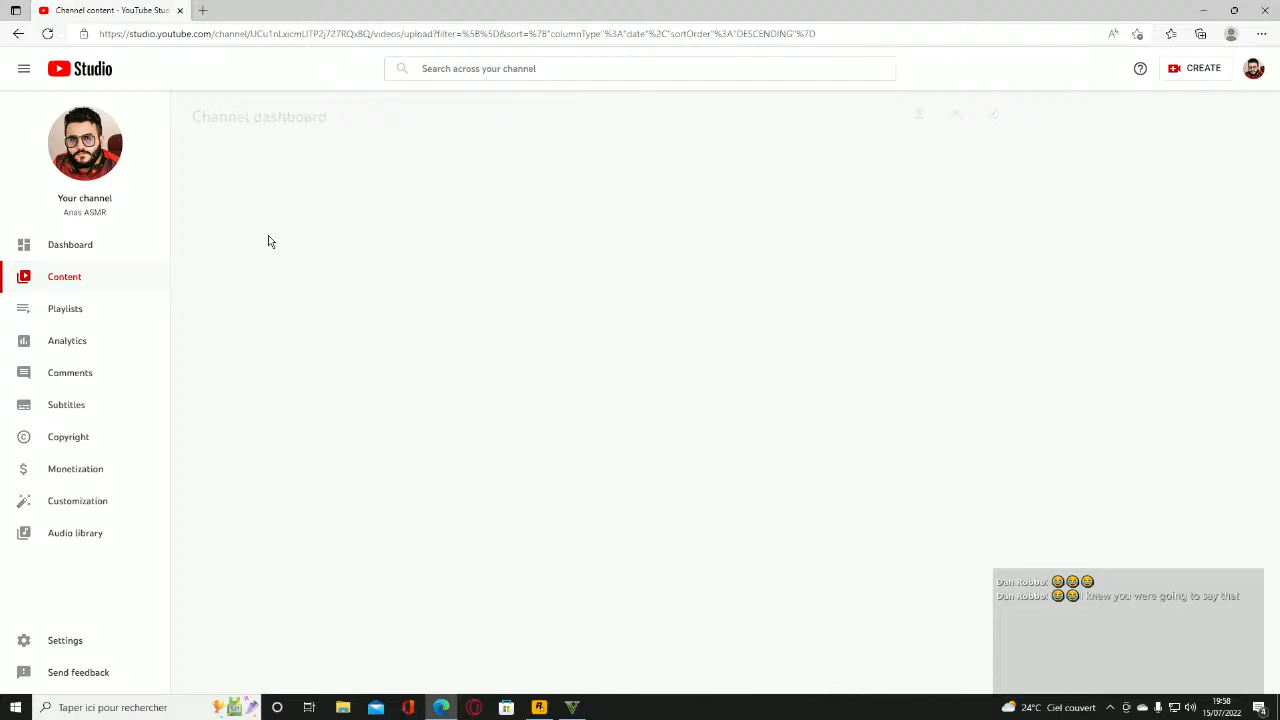 Channel content - YouTube Stud
https://studio.youtube.com/channel/UCu1nLxicmLITP2j727RQxBQ/videos/upload?filter=%5B%5D&sort=%7B"columnType"%3A"date"%2C"sortOrder"%3A"DESCENDING"%7D
Studio
Search across your channel
CREATE
Channel dashboard
Your channel
Anas ASMR
Dashboard
Content
Playlists
Analytics
Comments
Subtitles
Copyright
Monetization
Customization
Audio library
Settings
Send feedback
Dan Robbo: 😂😂😂
Dan Robbo: 😂😂I knew you were going to say that
Taper ici pour rechercher
24°C Ciel couvert
19:58
15/07/2022